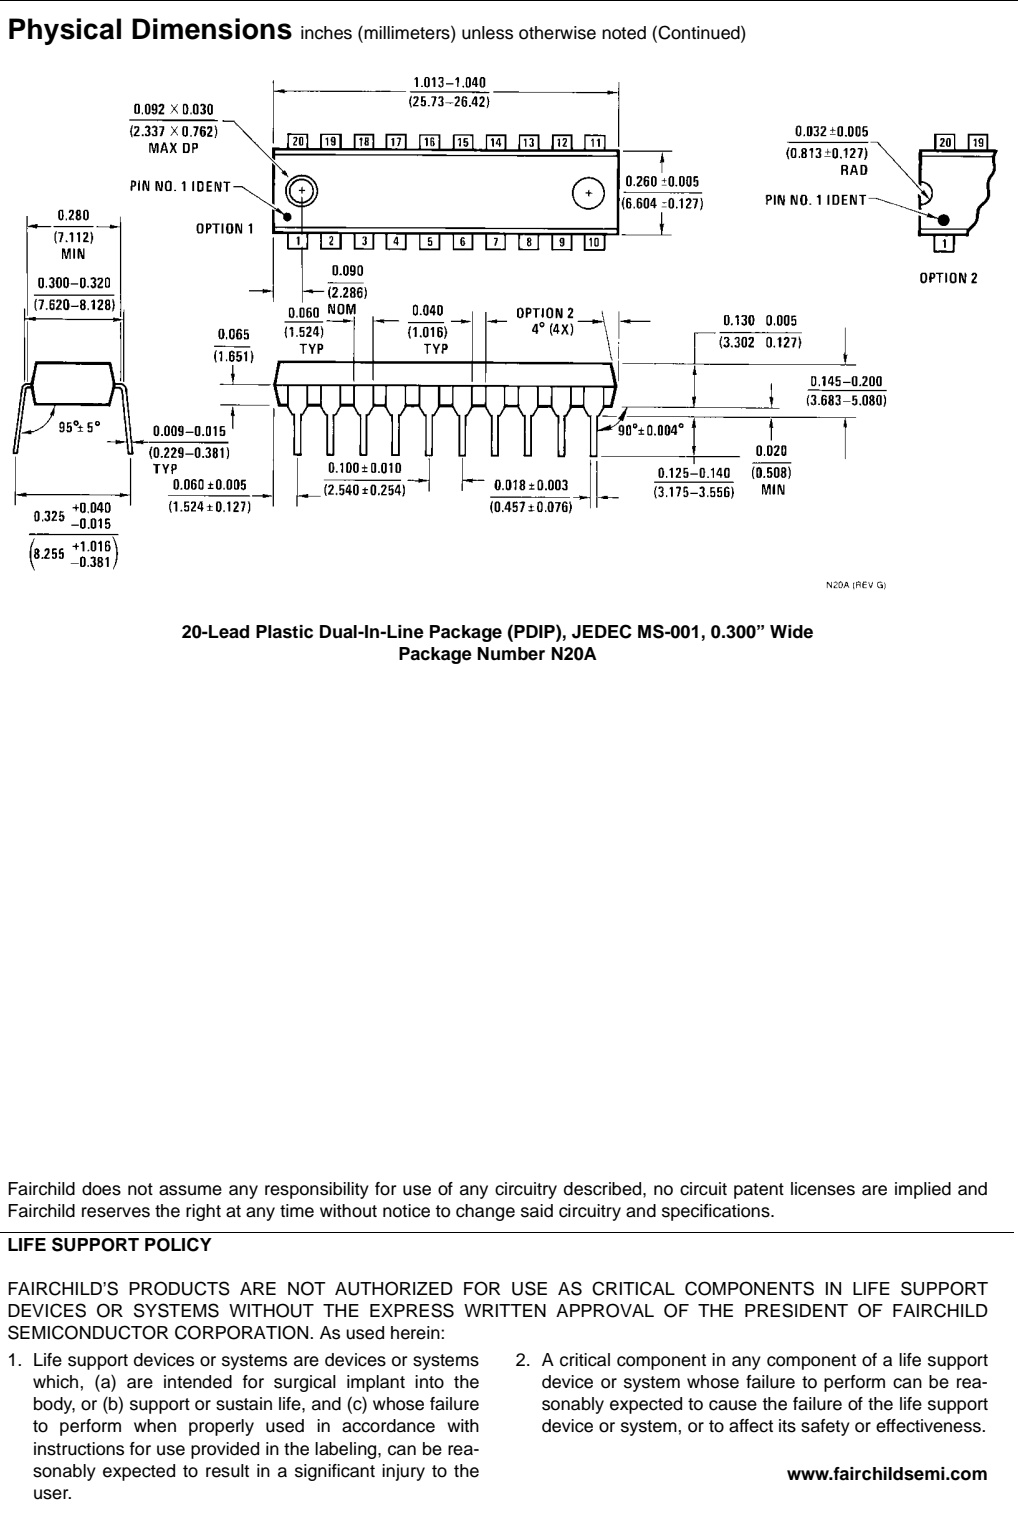 Physical Dimensions inches (millimeters) unless otherwise noted (Continued)
1.013–1.040
(25.73–26.42)
0.092 × 0.030
(2.337 × 0.762)
MAX DP
PIN NO. 1 IDENT
OPTION 1
20 19 18 17 16 15 14 13 12 11
1 2 3 4 5 6 7 8 9 10
0.260 ±0.005
(6.604 ±0.127)
0.032 ±0.005
(0.813 ±0.127)
RAD
PIN NO. 1 IDENT
20 19
1
OPTION 2
0.280
(7.112)
MIN
0.300–0.320
(7.620–8.128)
0.090
(2.286)
NOM
0.060
(1.524)
TYP
0.040
(1.016)
TYP
OPTION 2
4° (4X)
0.065
(1.651)
0.130 0.005
(3.302 0.127)
0.145–0.200
(3.683–5.080)
95°± 5°
90°±0.004°
0.009–0.015
(0.229–0.381)
TYP
0.060 ±0.005
(1.524 ±0.127)
0.100 ±0.010
(2.540 ±0.254)
0.018 ±0.003
(0.457 ±0.076)
0.125–0.140
(3.175–3.556)
0.020
(0.508)
MIN
0.325 +0.040
–0.015
(8.255 +1.016
–0.381)
N20A (REV G)
20-Lead Plastic Dual-In-Line Package (PDIP), JEDEC MS-001, 0.300” Wide
Package Number N20A
Fairchild does not assume any responsibility for use of any circuitry described, no circuit patent licenses are implied and
Fairchild reserves the right at any time without notice to change said circuitry and specifications.
LIFE SUPPORT POLICY
FAIRCHILD’S PRODUCTS ARE NOT AUTHORIZED FOR USE AS CRITICAL COMPONENTS IN LIFE SUPPORT
DEVICES OR SYSTEMS WITHOUT THE EXPRESS WRITTEN APPROVAL OF THE PRESIDENT OF FAIRCHILD
SEMICONDUCTOR CORPORATION. As used herein:
1. Life support devices or systems are devices or systems
which, (a) are intended for surgical implant into the
body, or (b) support or sustain life, and (c) whose failure
to perform when properly used in accordance with
instructions for use provided in the labeling, can be rea-
sonably expected to result in a significant injury to the
user.
2. A critical component in any component of a life support
device or system whose failure to perform can be rea-
sonably expected to cause the failure of the life support
device or system, or to affect its safety or effectiveness.
www.fairchildsemi.com